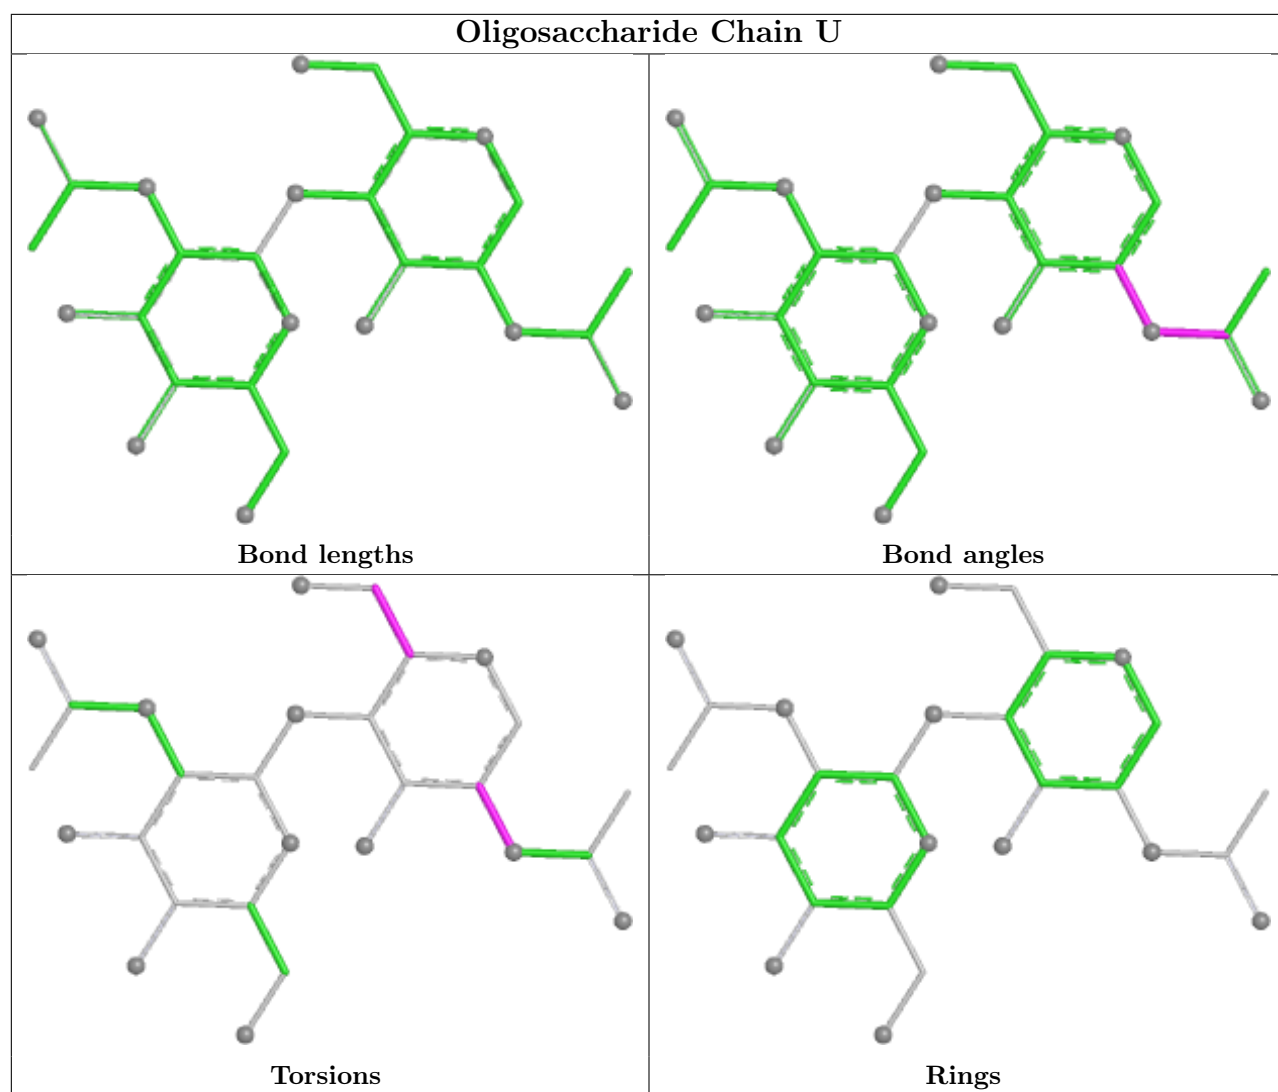 Oligosaccharide Chain U
Bond lengths
Bond angles
Torsions
Rings